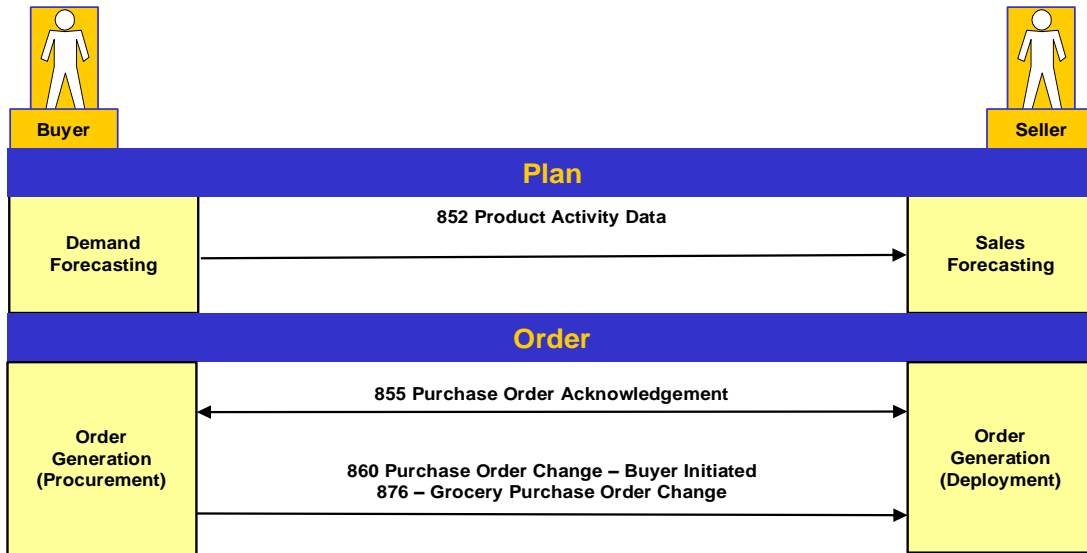 Buyer
Seller
Plan
Demand
Forecasting
852 Product Activity Data
Sales
Forecasting
Order
Order
Generation
(Procurement)
855 Purchase Order Acknowledgement
860 Purchase Order Change – Buyer Initiated
876 – Grocery Purchase Order Change
Order
Generation
(Deployment)